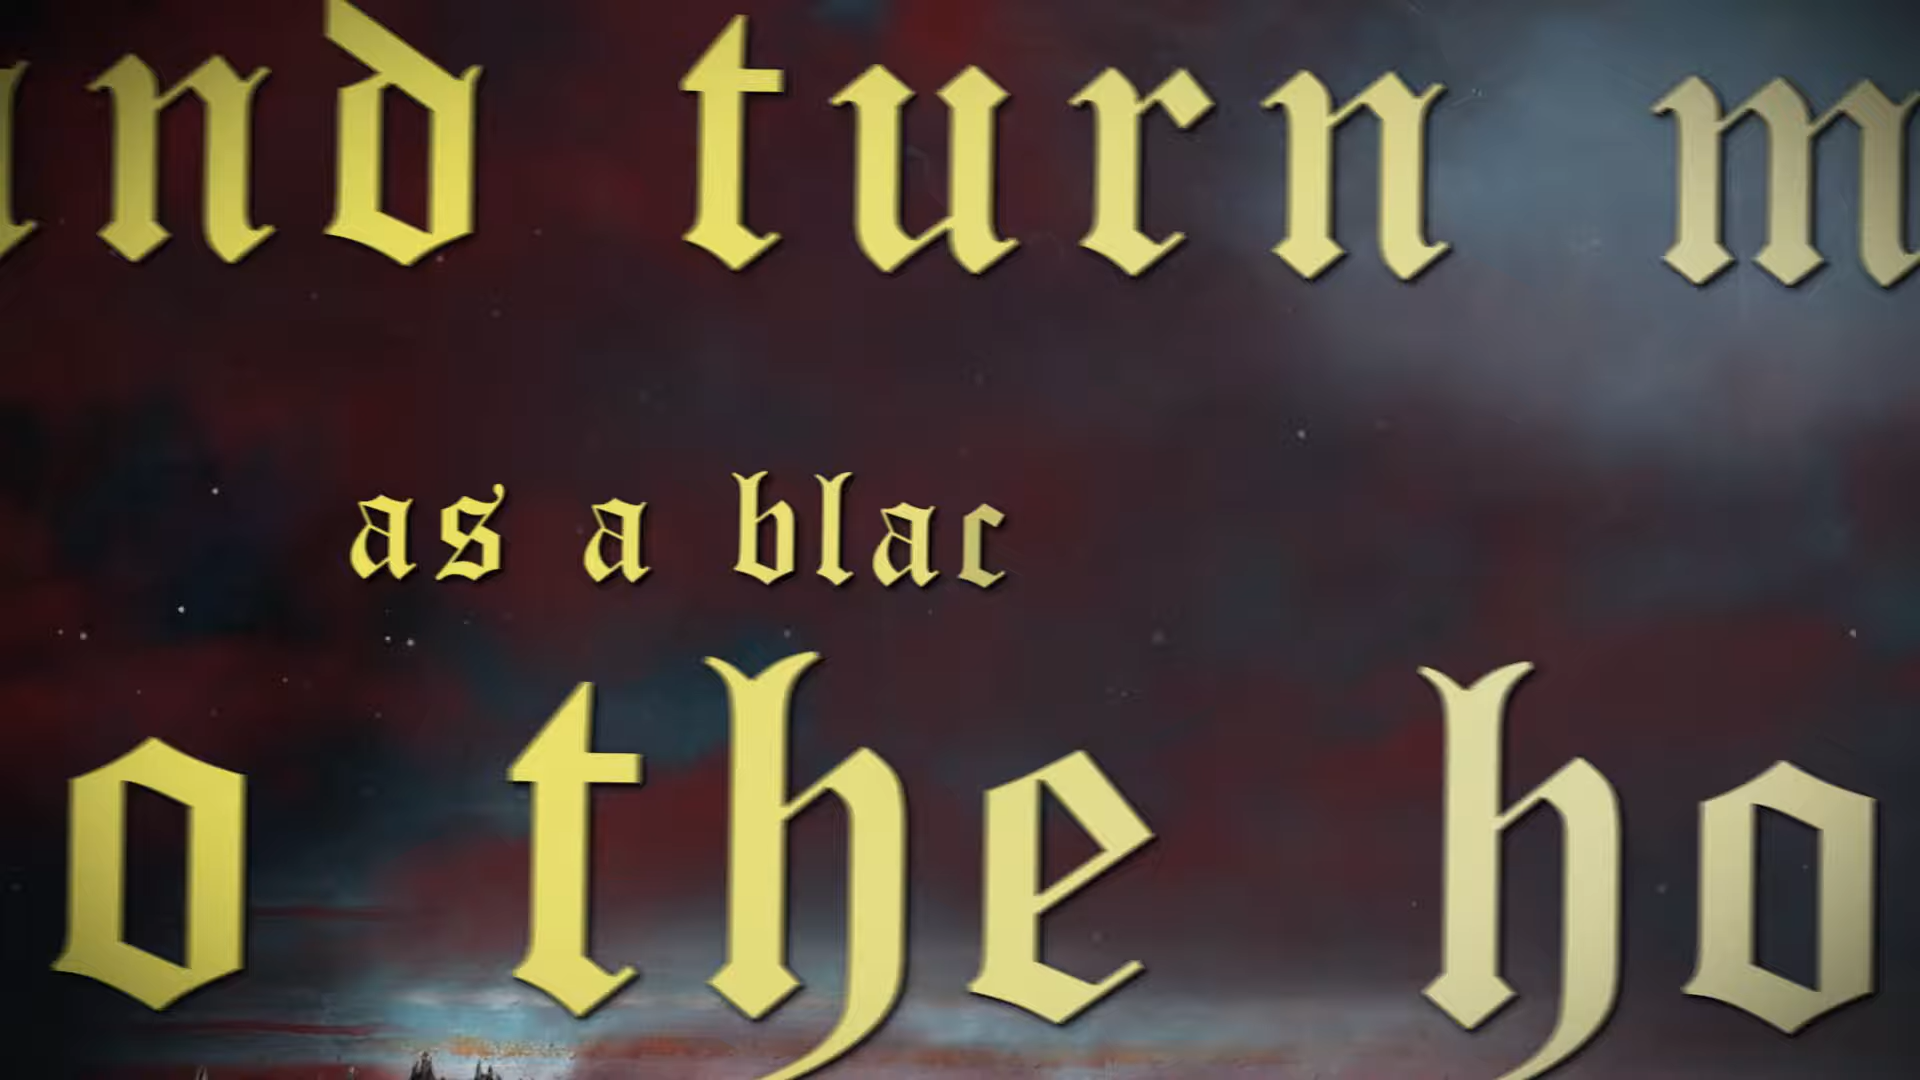 and turn m
as a blac
o the ho